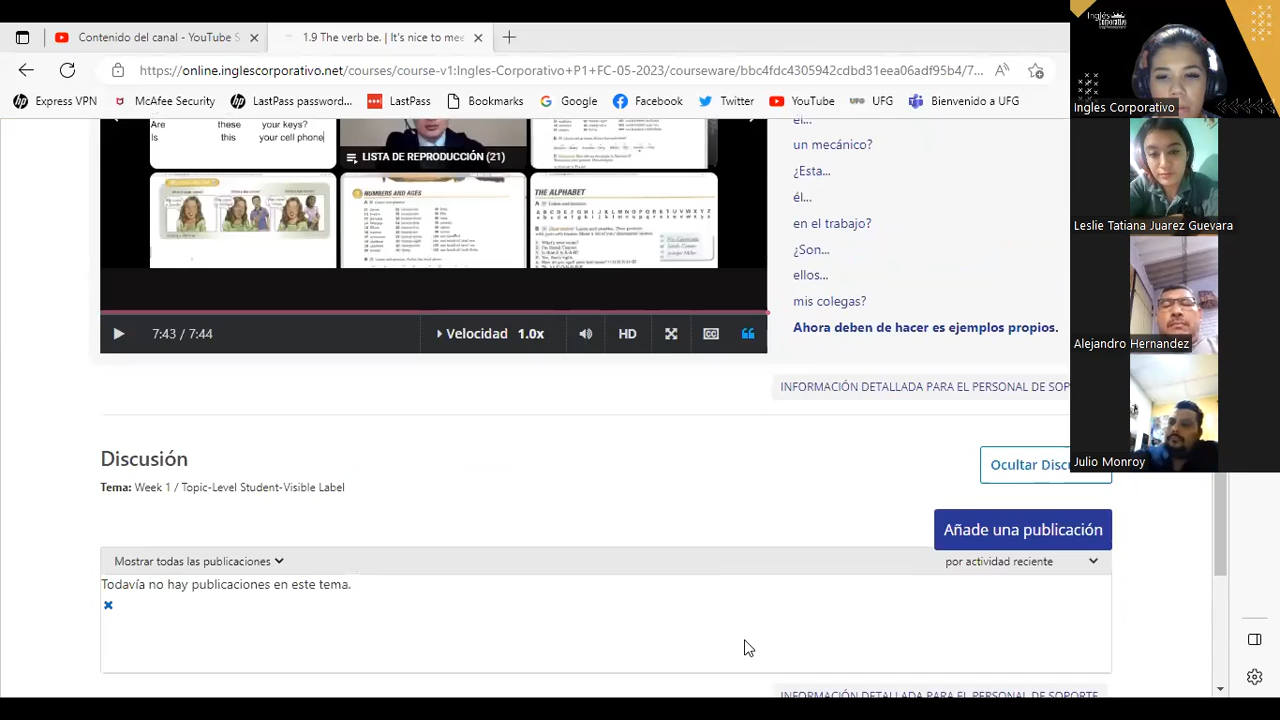 Contenido del canal - YouTube S
1.9 The verb be. | It's nice to mee
https://online.inglescorporativo.net/courses/course-v1:Ingles-Corporativo+P1+FC-05-2023/courseware/bbc4fdc4305942cdbd31eea06adf95b4/7...
Express VPN
McAfee Security
LastPass password...
LastPass
Bookmarks
Google
Facebook
Twitter
YouTube
UFG
Bienvenido a UFG
Are these your keys?
Is this your cell phone
LISTA DE REPRODUCCIÓN (21)
NUMBERS AND AGES
THE ALPHABET
7:43 / 7:44
Velocidad 1.0x
HD
él...
un mecánico?
¿Esta...
él...
en el trabajo?
¿Son...
ellos...
mis colegas?
Ahora deben de hacer es ejemplos propios.
INFORMACIÓN DETALLADA PARA EL PERSONAL DE SOP
Discusión
Ocultar Disc
Tema: Week 1 / Topic-Level Student-Visible Label
Añade una publicación
Mostrar todas las publicaciones
por actividad reciente
Todavía no hay publicaciones en este tema.
INFORMACIÓN DETALLADA PARA EL PERSONAL DE SOPORTE
Inglés
Corporativo
Ingles Corporativo
Leslie Tatiana Juarez Guevara
Alejandro Hernandez
Julio Monroy